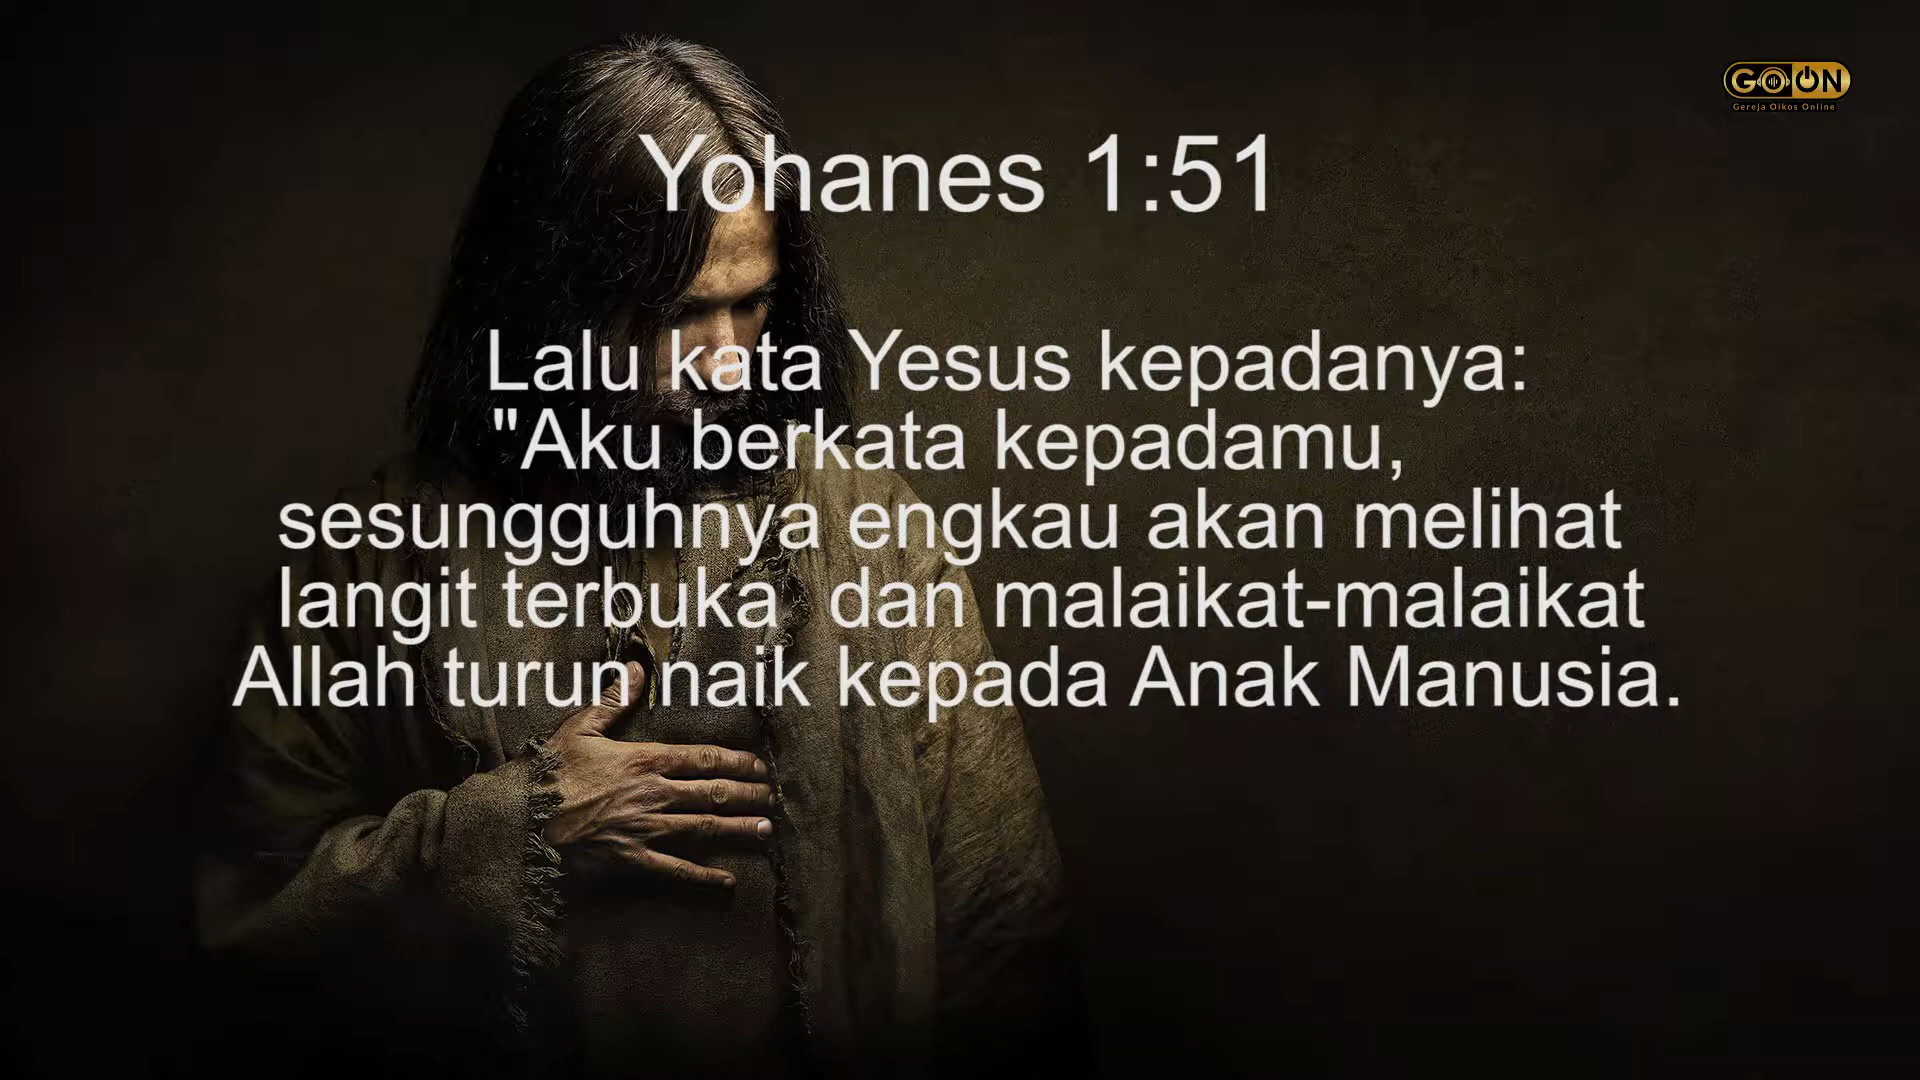 GOON
Gereja Oikos Online
Yohanes 1:51
Lalu kata Yesus kepadanya:
"Aku berkata kepadamu,
sesungguhnya engkau akan melihat
langit terbuka  dan malaikat-malaikat
Allah turun naik kepada Anak Manusia.